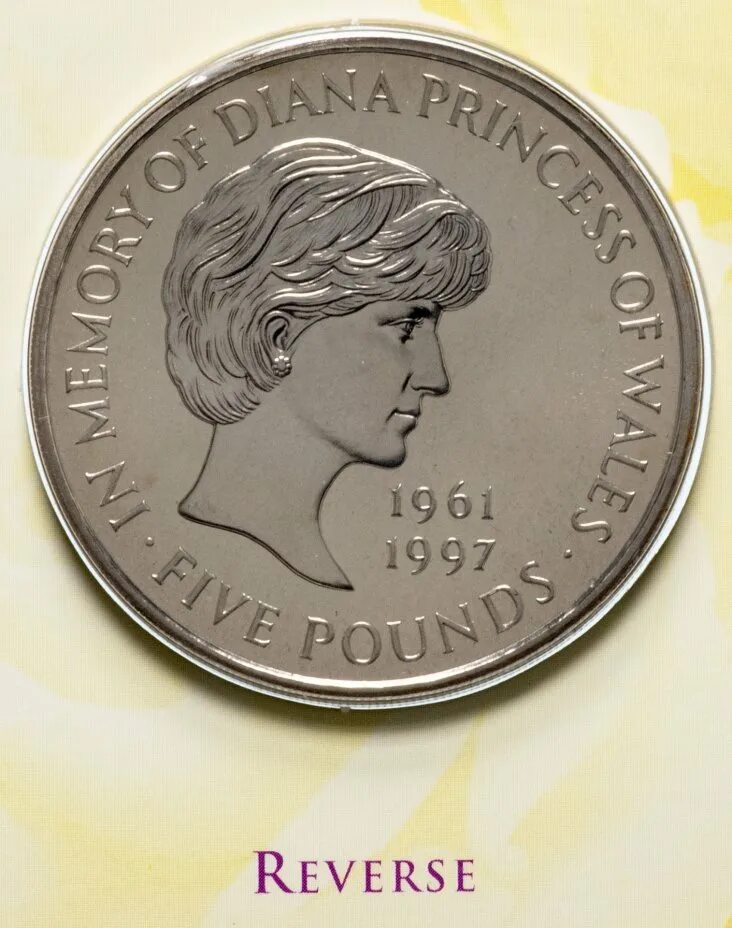 IN MEMORY OF DIANA PRINCESS OF WALES
1961
1997
· FIVE POUNDS ·
REVERSE